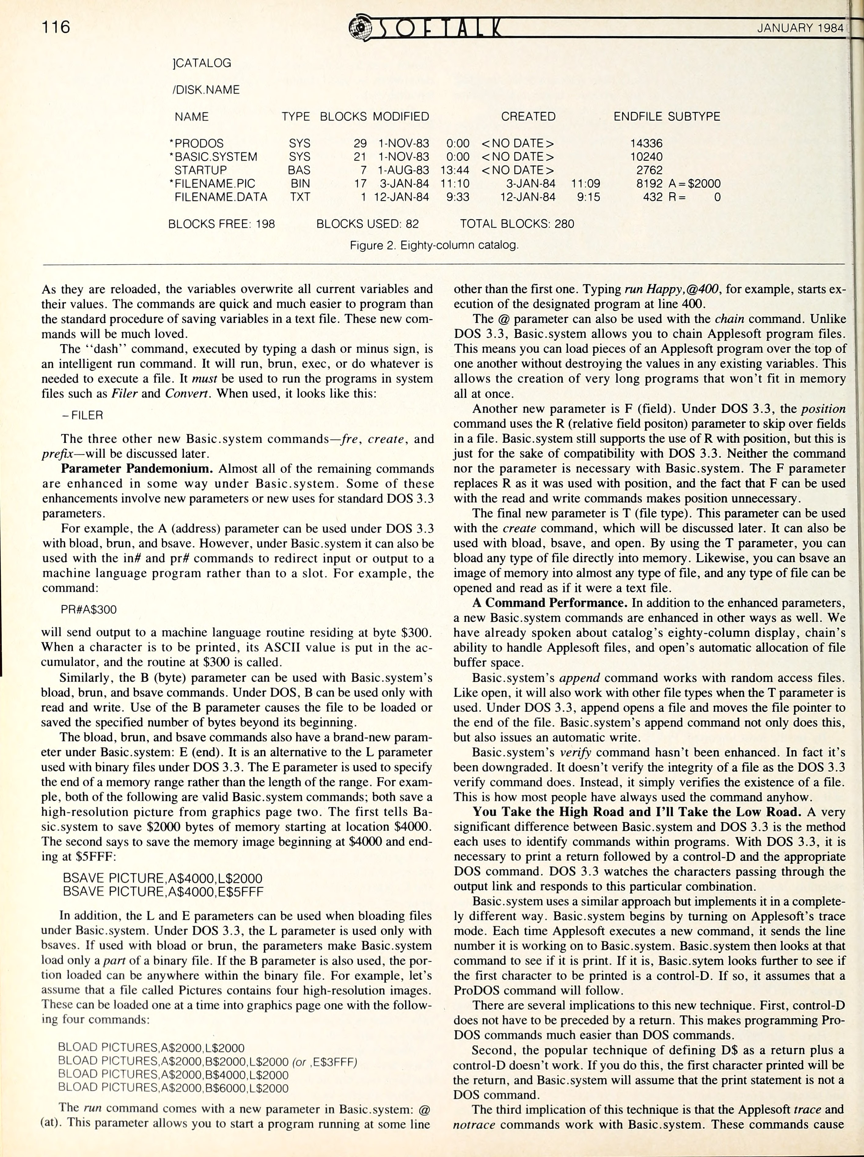 116
SOFTALK
JANUARY 1984
]CATALOG
/DISK.NAME
NAME TYPE BLOCKS MODIFIED CREATED ENDFILE SUBTYPE
*PRODOS SYS 29 1-NOV-83 0:00 <NO DATE> 14336
*BASIC.SYSTEM SYS 21 1-NOV-83 0:00 <NO DATE> 10240
STARTUP BAS 7 1-AUG-83 13:44 <NO DATE> 2762
*FILENAME.PIC BIN 17 3-JAN-84 11:10 3-JAN-84 11:09 8192 A=$2000
FILENAME.DATA TXT 1 12-JAN-84 9:33 12-JAN-84 9:15 432 R= 0
BLOCKS FREE: 198 BLOCKS USED: 82 TOTAL BLOCKS: 280
Figure 2. Eighty-column catalog.
As they are reloaded, the variables overwrite all current variables and
their values. The commands are quick and much easier to program than
the standard procedure of saving variables in a text file. These new com-
mands will be much loved.
The "dash" command, executed by typing a dash or minus sign, is
an intelligent run command. It will run, brun, exec, or do whatever is
needed to execute a file. It must be used to run the programs in system
files such as Filer and Convert. When used, it looks like this:
– FILER
The three other new Basic.system commands—fre, create, and
prefix—will be discussed later.
Parameter Pandemonium. Almost all of the remaining commands
are enhanced in some way under Basic.system. Some of these
enhancements involve new parameters or new uses for standard DOS 3.3
parameters.
For example, the A (address) parameter can be used under DOS 3.3
with bload, brun, and bsave. However, under Basic.system it can also be
used with the in# and pr# commands to redirect input or output to a
machine language program rather than to a slot. For example, the
command:
PR#A$300
will send output to a machine language routine residing at byte $300.
When a character is to be printed, its ASCII value is put in the ac-
cumulator, and the routine at $300 is called.
Similarly, the B (byte) parameter can be used with Basic.system's
bload, brun, and bsave commands. Under DOS, B can be used only with
read and write. Use of the B parameter causes the file to be loaded or
saved the specified number of bytes beyond its beginning.
The bload, brun, and bsave commands also have a brand-new param-
eter under Basic.system: E (end). It is an alternative to the L parameter
used with binary files under DOS 3.3. The E parameter is used to specify
the end of a memory range rather than the length of the range. For exam-
ple, both of the following are valid Basic.system commands; both save a
high-resolution picture from graphics page two. The first tells Ba-
sic.system to save $2000 bytes of memory starting at location $4000.
The second says to save the memory image beginning at $4000 and end-
ing at $5FFF:
BSAVE PICTURE,A$4000,L$2000
BSAVE PICTURE,A$4000,E$5FFF
In addition, the L and E parameters can be used when bloading files
under Basic.system. Under DOS 3.3, the L parameter is used only with
bsaves. If used with bload or brun, the parameters make Basic.system
load only a part of a binary file. If the B parameter is also used, the por-
tion loaded can be anywhere within the binary file. For example, let's
assume that a file called Pictures contains four high-resolution images.
These can be loaded one at a time into graphics page one with the follow-
ing four commands:
BLOAD PICTURES,A$2000,L$2000
BLOAD PICTURES,A$2000,B$2000,L$2000 (or ,E$3FFF)
BLOAD PICTURES,A$2000,B$4000,L$2000
BLOAD PICTURES,A$2000,B$6000,L$2000
The run command comes with a new parameter in Basic.system: @
(at). This parameter allows you to start a program running at some line
other than the first one. Typing run Happy,@400, for example, starts ex-
ecution of the designated program at line 400.
The @ parameter can also be used with the chain command. Unlike
DOS 3.3, Basic.system allows you to chain Applesoft program files.
This means you can load pieces of an Applesoft program over the top of
one another without destroying the values in any existing variables. This
allows the creation of very long programs that won't fit in memory
all at once.
Another new parameter is F (field). Under DOS 3.3, the position
command uses the R (relative field positon) parameter to skip over fields
in a file. Basic.system still supports the use of R with position, but this is
just for the sake of compatibility with DOS 3.3. Neither the command
nor the parameter is necessary with Basic.system. The F parameter
replaces R as it was used with position, and the fact that F can be used
with the read and write commands makes position unnecessary.
The final new parameter is T (file type). This parameter can be used
with the create command, which will be discussed later. It can also be
used with bload, bsave, and open. By using the T parameter, you can
bload any type of file directly into memory. Likewise, you can bsave an
image of memory into almost any type of file, and any type of file can be
opened and read as if it were a text file.
A Command Performance. In addition to the enhanced parameters,
a new Basic.system commands are enhanced in other ways as well. We
have already spoken about catalog's eighty-column display, chain's
ability to handle Applesoft files, and open's automatic allocation of file
buffer space.
Basic.system's append command works with random access files.
Like open, it will also work with other file types when the T parameter is
used. Under DOS 3.3, append opens a file and moves the file pointer to
the end of the file. Basic.system's append command not only does this,
but also issues an automatic write.
Basic.system's verify command hasn't been enhanced. In fact it's
been downgraded. It doesn't verify the integrity of a file as the DOS 3.3
verify command does. Instead, it simply verifies the existence of a file.
This is how most people have always used the command anyhow.
You Take the High Road and I'll Take the Low Road. A very
significant difference between Basic.system and DOS 3.3 is the method
each uses to identify commands within programs. With DOS 3.3, it is
necessary to print a return followed by a control-D and the appropriate
DOS command. DOS 3.3 watches the characters passing through the
output link and responds to this particular combination.
Basic.system uses a similar approach but implements it in a complete-
ly different way. Basic.system begins by turning on Applesoft's trace
mode. Each time Applesoft executes a new command, it sends the line
number it is working on to Basic.system. Basic.system then looks at that
command to see if it is print. If it is, Basic.sytem looks further to see if
the first character to be printed is a control-D. If so, it assumes that a
ProDOS command will follow.
There are several implications to this new technique. First, control-D
does not have to be preceded by a return. This makes programming Pro-
DOS commands much easier than DOS commands.
Second, the popular technique of defining D$ as a return plus a
control-D doesn't work. If you do this, the first character printed will be
the return, and Basic.system will assume that the print statement is not a
DOS command.
The third implication of this technique is that the Applesoft trace and
notrace commands work with Basic.system. These commands cause